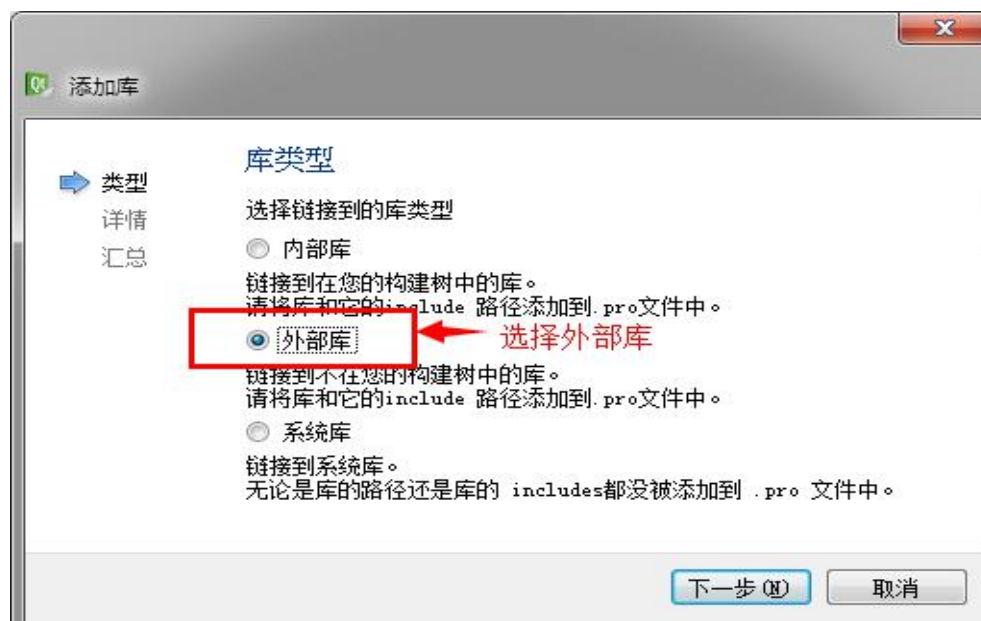 添加库
类型
详情
汇总
库类型
选择链接到的库类型
内部库
链接到在您的构建树中的库。
请将库和它的include 路径添加到.pro文件中。
外部库
选择外部库
链接到不在您的构建树中的库。
请将库和它的include 路径添加到.pro文件中。
系统库
链接到系统库。
无论是库的路径还是库的 includes都没被添加到 .pro 文件中。
下一步(N)
取消